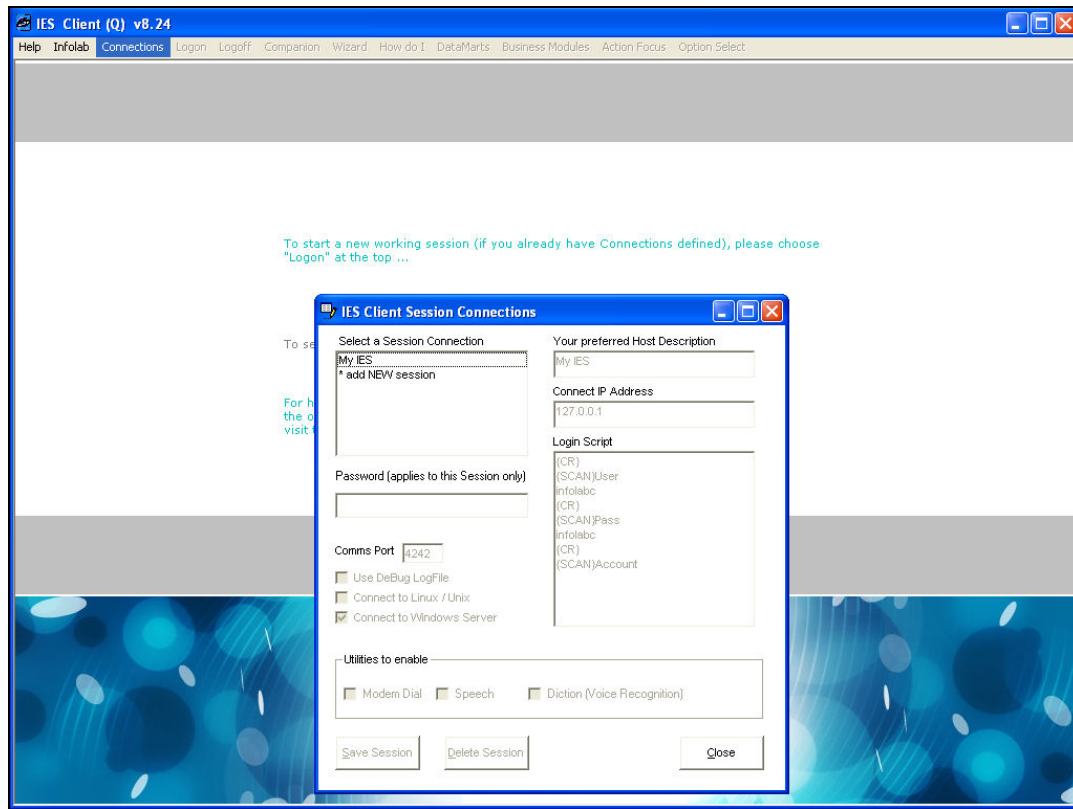 IES Client (Q) v8.24
Help Infolab Connections Logon Logoff Companion Wizard How do I DataMarts Business Modules Action Focus Option Select
To start a new working session (if you already have Connections defined), please choose
"Logon" at the top ...
To se
For h
the o
visit t
IES Client Session Connections
Select a Session Connection
My IES
* add NEW session
Password (applies to this Session only)
Comms Port 4242
Use DeBug LogFile
Connect to Linux / Unix
Connect to Windows Server
Your preferred Host Description
My IES
Connect IP Address
127.0.0.1
Login Script
{CR}
{SCAN}User
infolabc
{CR}
{SCAN}Pass
infolabc
{CR}
{SCAN}Account
Utilities to enable
Modem Dial Speech Diction (Voice Recognition)
Save Session Delete Session Close